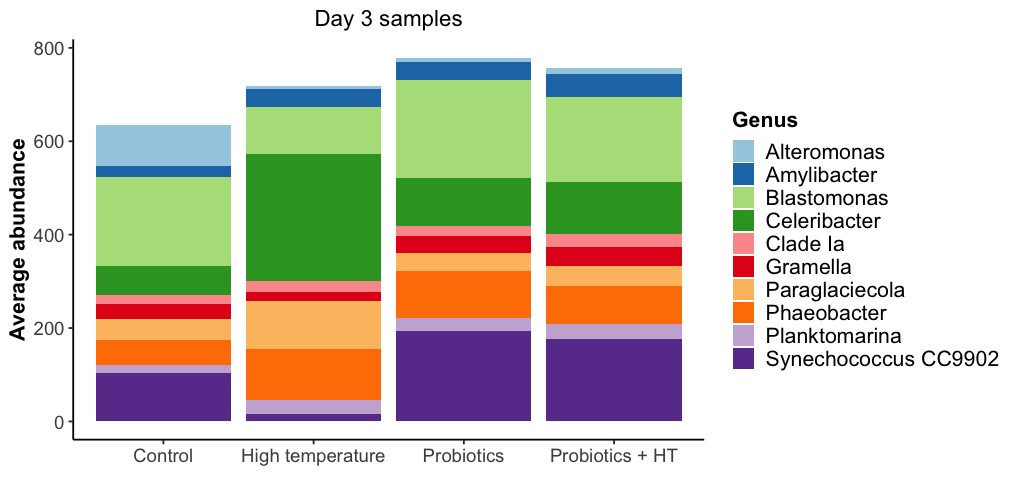 Day 3 samples
Average abundance
800
600
400
200
0
Control
High temperature
Probiotics
Probiotics + HT
Genus
Alteromonas
Amylibacter
Blastomonas
Celeribacter
Clade Ia
Gramella
Paraglaciecola
Phaeobacter
Planktomarina
Synechococcus CC9902